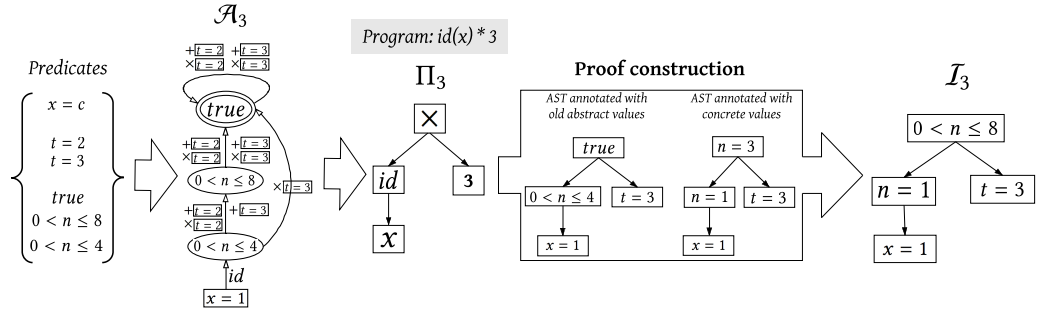 Predicates
x = c
t = 2
t = 3
true
0 < n ≤ 8
0 < n ≤ 4
𝒜₃
+ t = 2 + t = 3
× t = 2 × t = 3
true
+ t = 2 + t = 3
× t = 2 × t = 3
0 < n ≤ 8
× t = 3
+ t = 2 + t = 3
× t = 2
0 < n ≤ 4
id
x = 1
Program: id(x) * 3
Π₃
×
id 3
x
Proof construction
AST annotated with
old abstract values
true
0 < n ≤ 4 t = 3
x = 1
AST annotated with
concrete values
n = 3
n = 1 t = 3
x = 1
ℐ₃
0 < n ≤ 8
n = 1 t = 3
x = 1